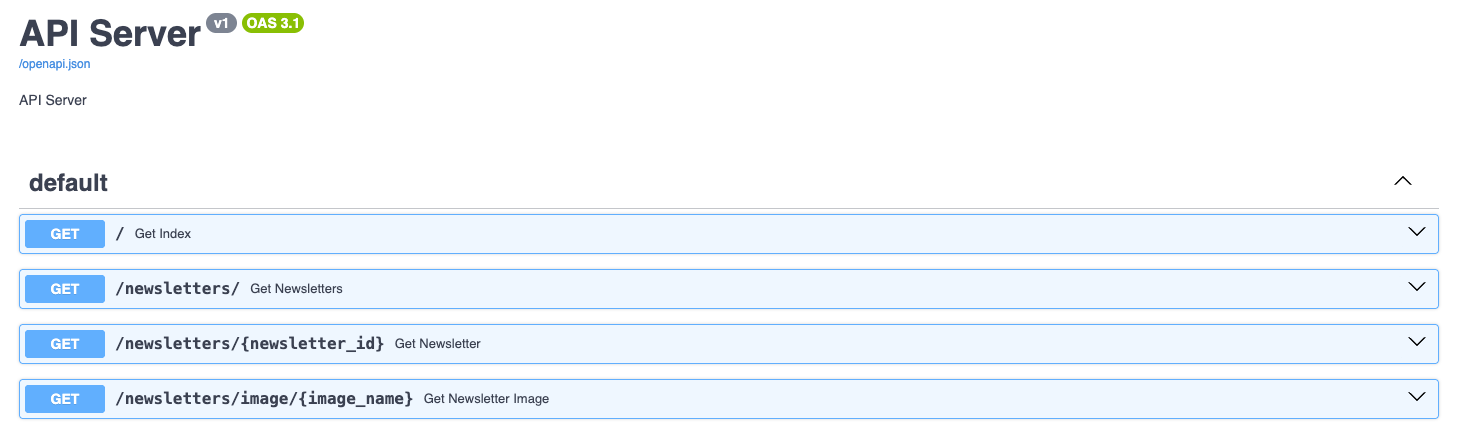 API Server v1 OAS 3.1
/openapi.json
API Server
default
GET / Get Index
GET /newsletters/ Get Newsletters
GET /newsletters/{newsletter_id} Get Newsletter
GET /newsletters/image/{image_name} Get Newsletter Image